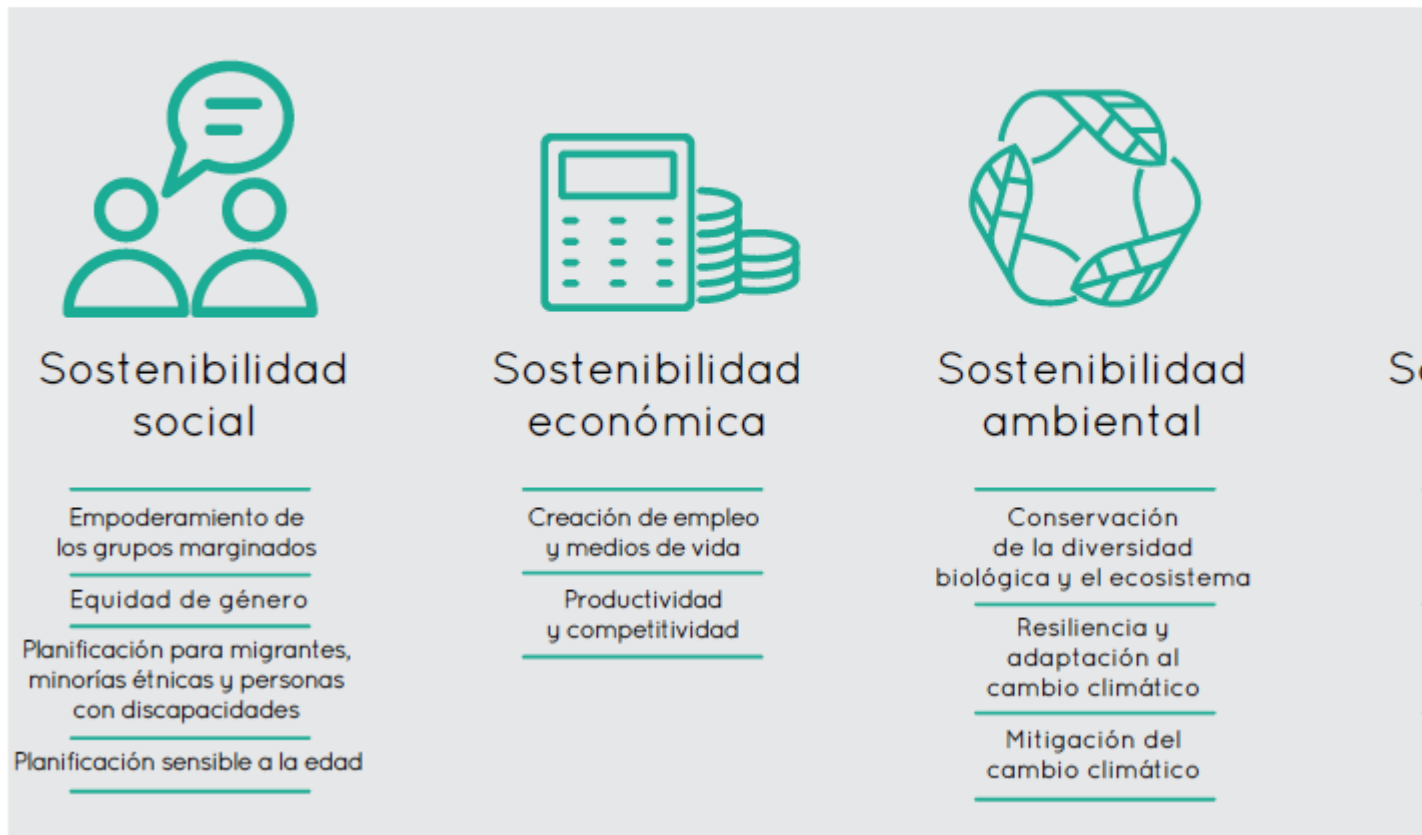 Sostenibilidad
social
Empoderamiento de
los grupos marginados
Equidad de género
Planificación para migrantes,
minorías étnicas y personas
con discapacidades
Planificación sensible a la edad
Sostenibilidad
económica
Creación de empleo
y medios de vida
Productividad
y competitividad
Sostenibilidad
ambiental
Conservación
de la diversidad
biológica y el ecosistema
Resiliencia y
adaptación al
cambio climático
Mitigación del
cambio climático